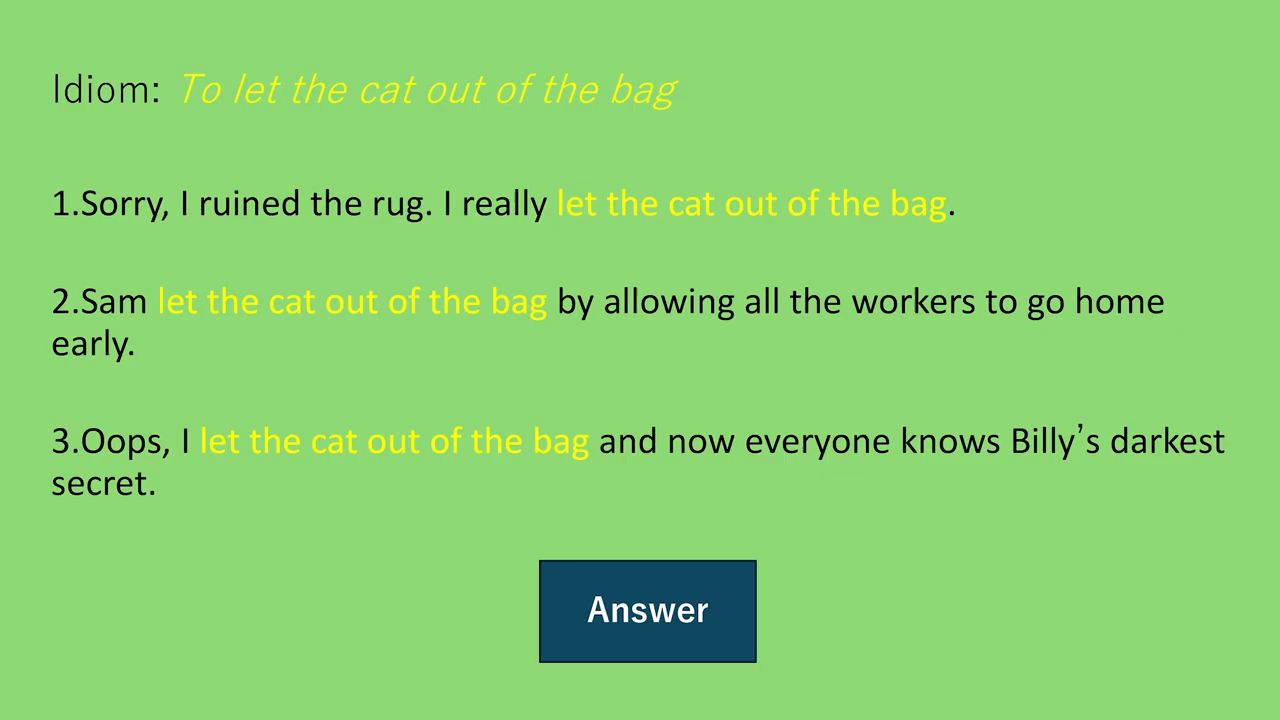 Idiom: To let the cat out of the bag
1.Sorry, I ruined the rug. I really let the cat out of the bag.
2.Sam let the cat out of the bag by allowing all the workers to go home
early.
3.Oops, I let the cat out of the bag and now everyone knows Billy’s darkest
secret.
Answer